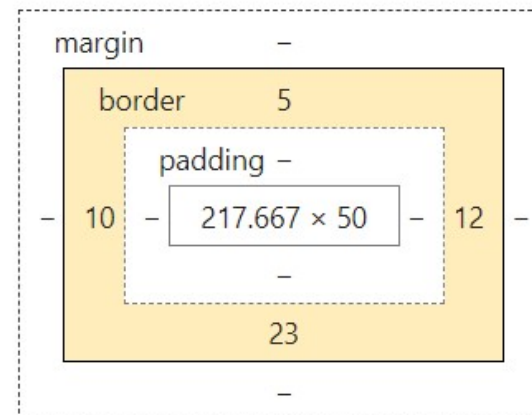 margin –
border 5
padding –
– 10 – 217.667 × 50 – 12 –
–
23
–